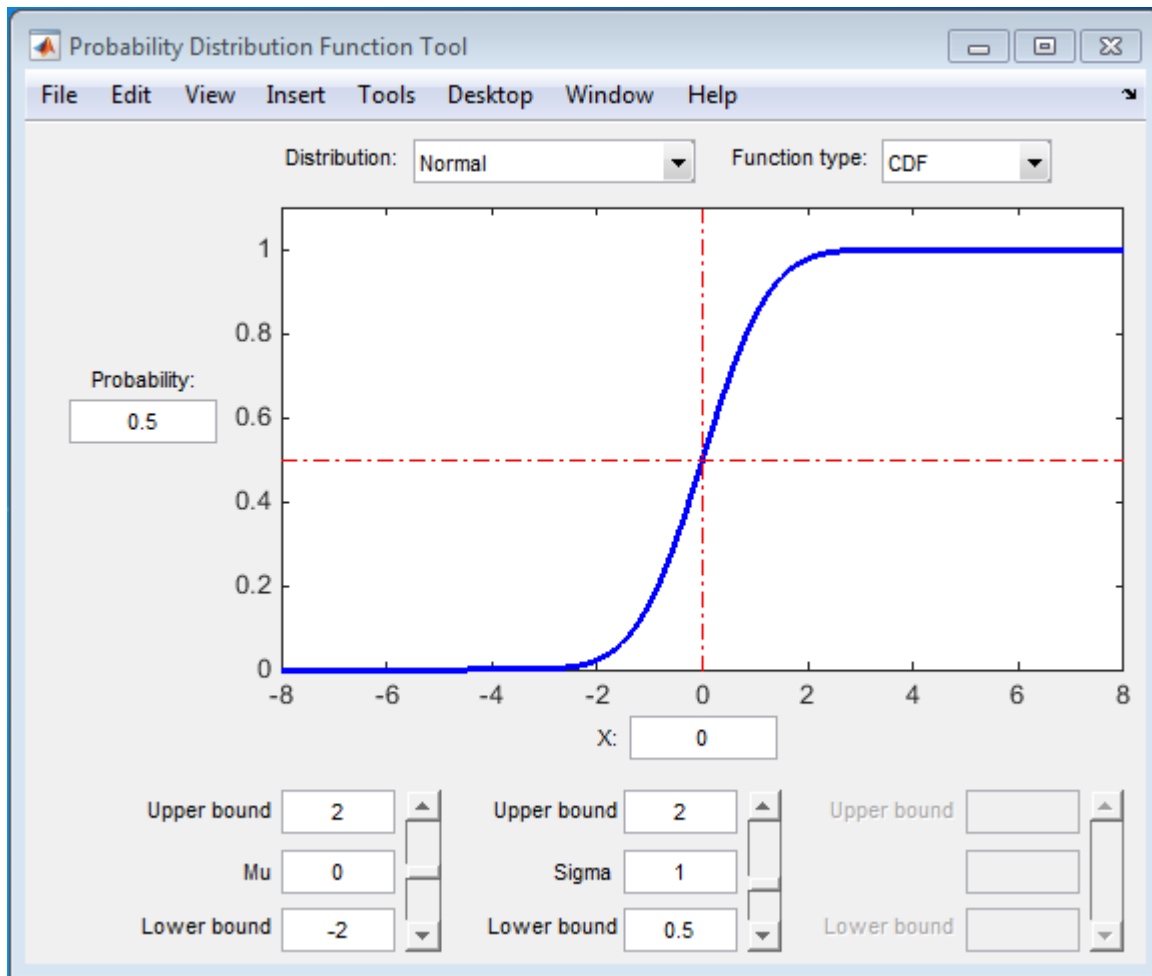 Probability Distribution Function Tool
File Edit View Insert Tools Desktop Window Help
Distribution: Normal Function type: CDF
1
0.8
Probability:
0.5
0.6
0.4
0.2
0
-8 -6 -4 -2 0 2 4 6 8
X: 0
Upper bound 2 Upper bound 2 Upper bound
Mu 0 Sigma 1
Lower bound -2 Lower bound 0.5 Lower bound